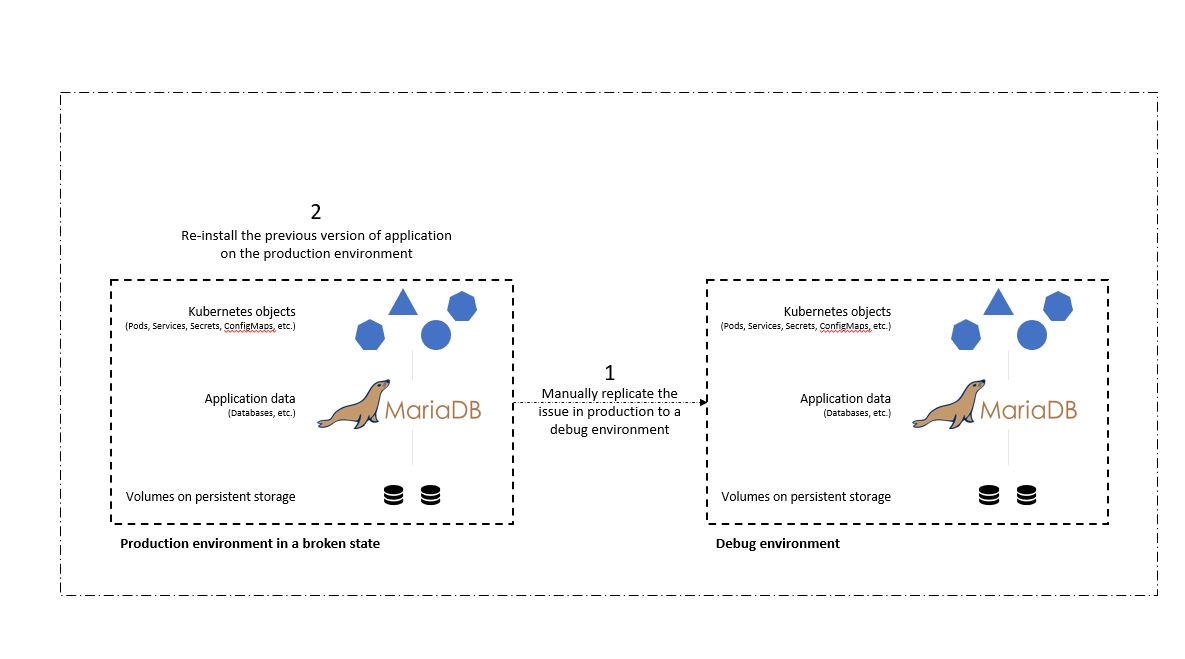 2
Re-install the previous version of application
on the production environment
Kubernetes objects
(Pods, Services, Secrets, ConfigMaps, etc.)
Application data
(Databases, etc.)
MariaDB
Volumes on persistent storage
Production environment in a broken state
1
Manually replicate the
issue in production to a
debug environment
Kubernetes objects
(Pods, Services, Secrets, ConfigMaps, etc.)
Application data
(Databases, etc.)
MariaDB
Volumes on persistent storage
Debug environment